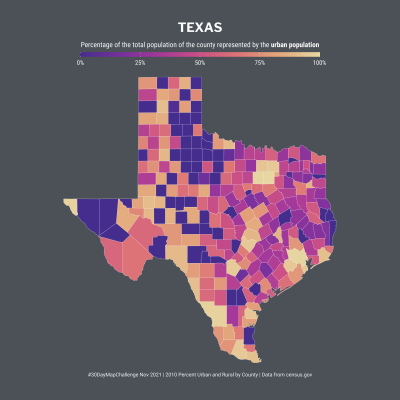 TEXAS
Percentage of the total population of the county represented by the urban population
0% 25% 50% 75% 100%
#30DayMapChallenge Nov 2021 | 2010 Percent Urban and Rural by County | Data from census.gov